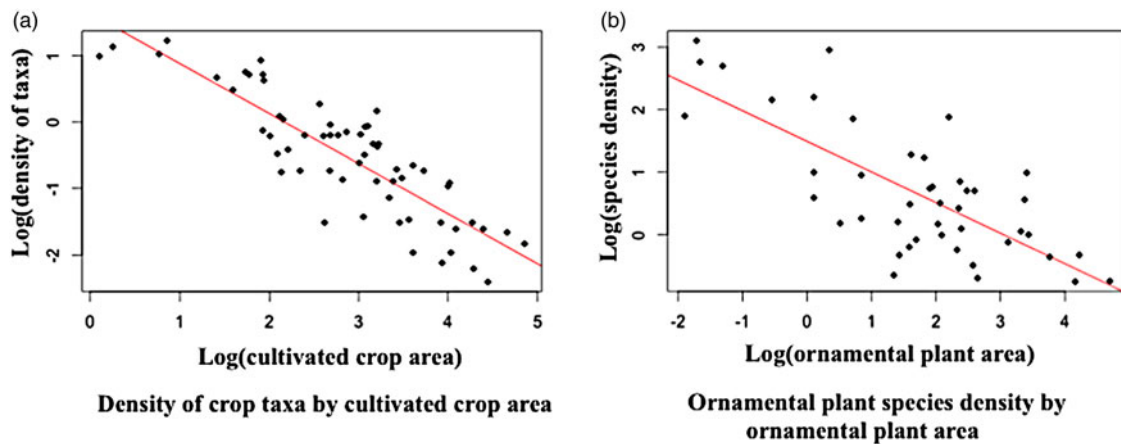 (a)
Log(density of taxa)
1
0
-1
-2
0 1 2 3 4 5
Log(cultivated crop area)
Density of crop taxa by cultivated crop area
(b)
Log(species density)
3
2
1
0
-2 -1 0 1 2 3 4
Log(ornamental plant area)
Ornamental plant species density by
ornamental plant area